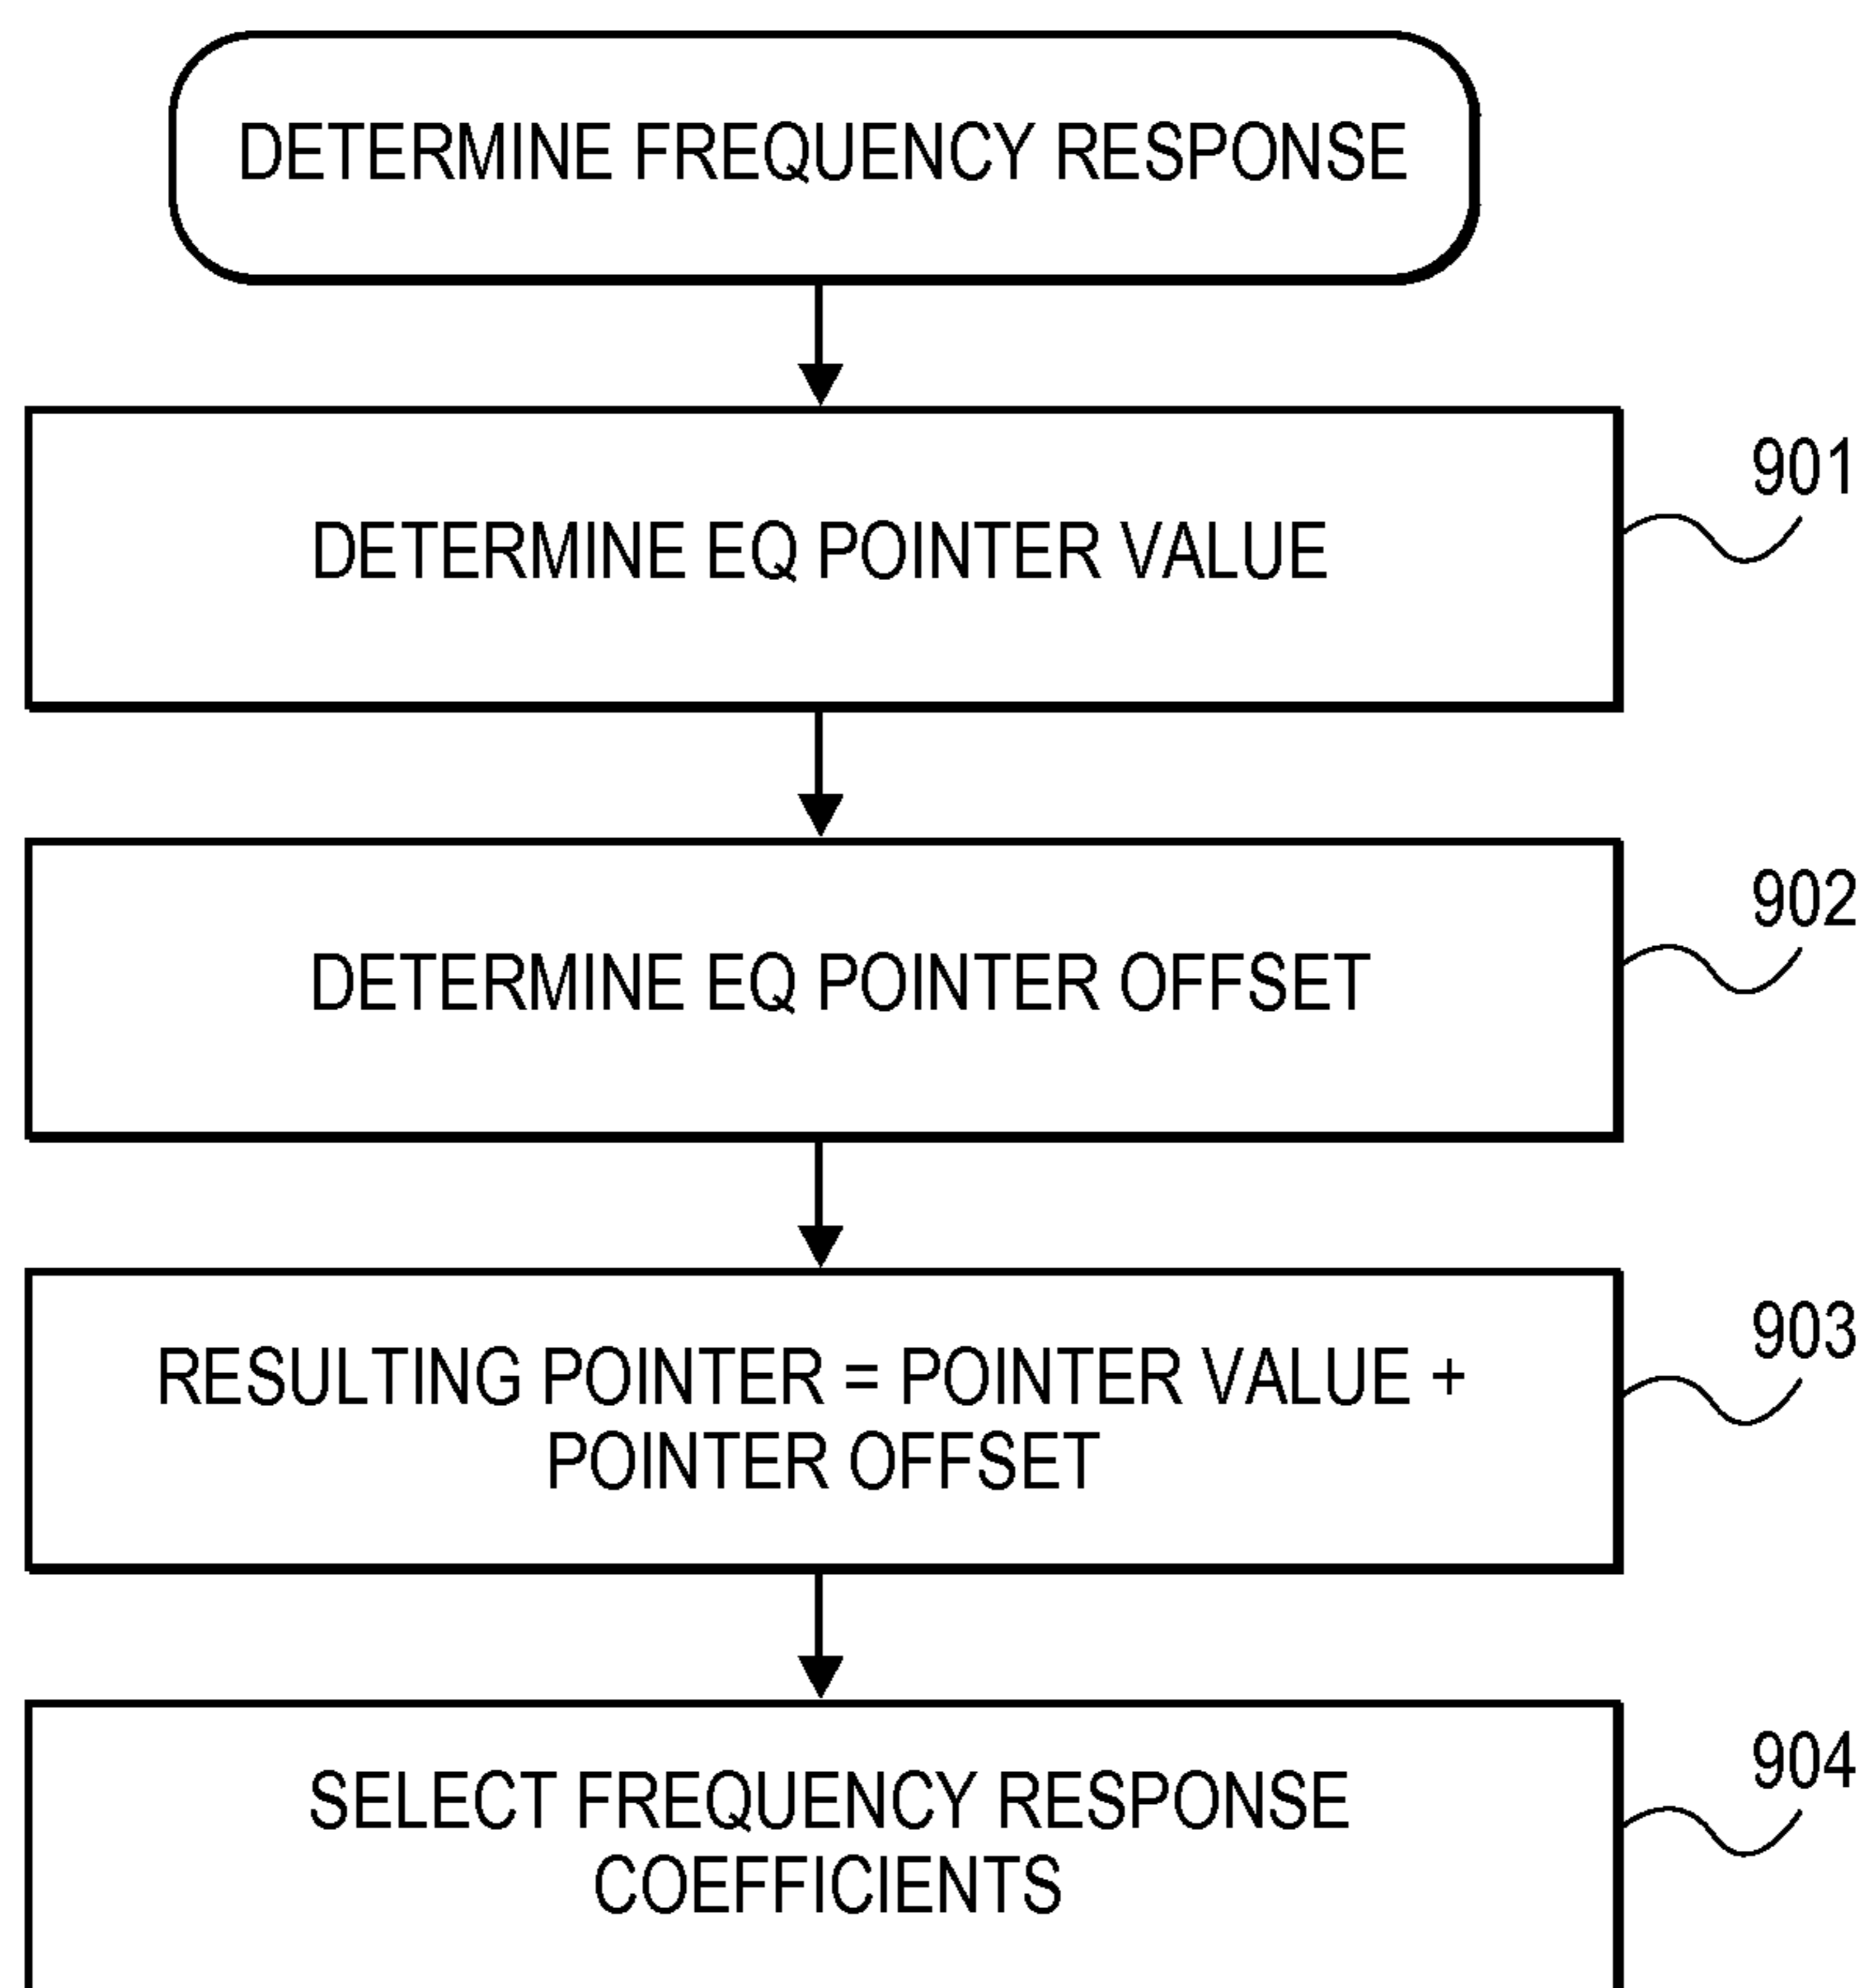 DETERMINE FREQUENCY RESPONSE
DETERMINE EQ POINTER VALUE
901
DETERMINE EQ POINTER OFFSET
902
RESULTING POINTER = POINTER VALUE +
POINTER OFFSET
903
SELECT FREQUENCY RESPONSE
COEFFICIENTS
904